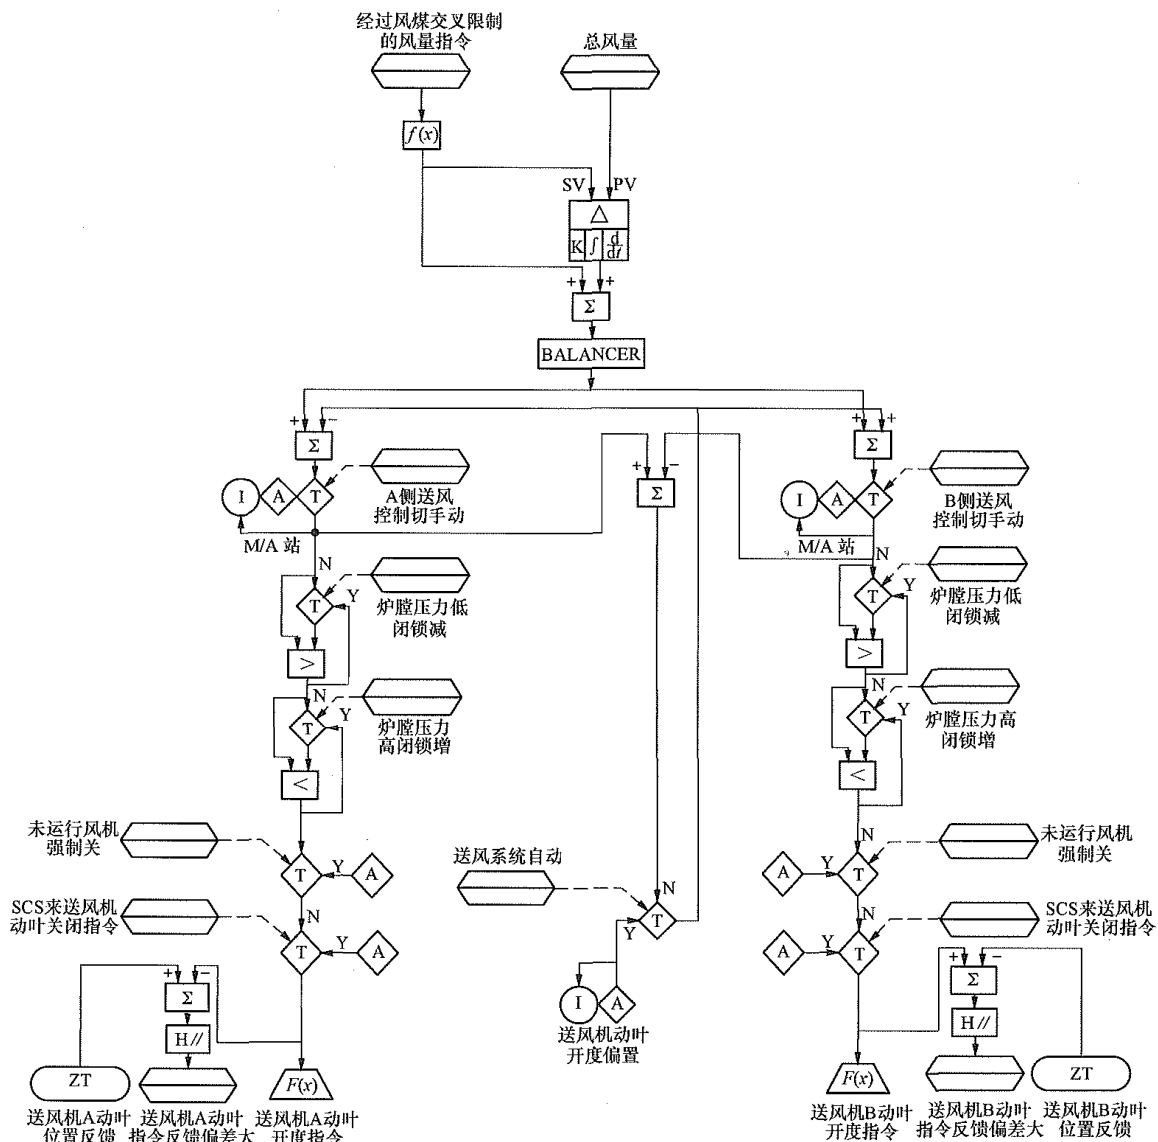 经过风煤交叉限制
的风量指令
总风量
f(x)
SV
PV
△
K
∫
d
dt
+
+
Σ
BALANCER
+
−
Σ
+
+
Σ
I
A
T
A侧送风
控制切手动
M/A 站
+
−
Σ
I
A
T
B侧送风
控制切手动
M/A 站
N
T
Y
炉膛压力低
闭锁减
>
N
T
Y
炉膛压力
高闭锁增
<
N
T
Y
炉膛压力低
闭锁减
>
N
T
Y
炉膛压力高
闭锁增
<
未运行风机
强制关
T
Y
A
N
SCS来送风机
动叶关闭指令
T
Y
A
送风系统自动
N
T
Y
I
A
送风机动叶
开度偏置
N
A
Y
T
未运行风机
强制关
N
A
Y
T
SCS来送风机
动叶关闭指令
+
−
Σ
H//
ZT
F(x)
送风机A动叶
位置反馈
送风机A动叶
指令反馈偏差大
送风机A动叶
开度指令
+
−
Σ
H//
F(x)
ZT
送风机B动叶
开度指令
送风机B动叶
指令反馈偏差大
送风机B动叶
位置反馈